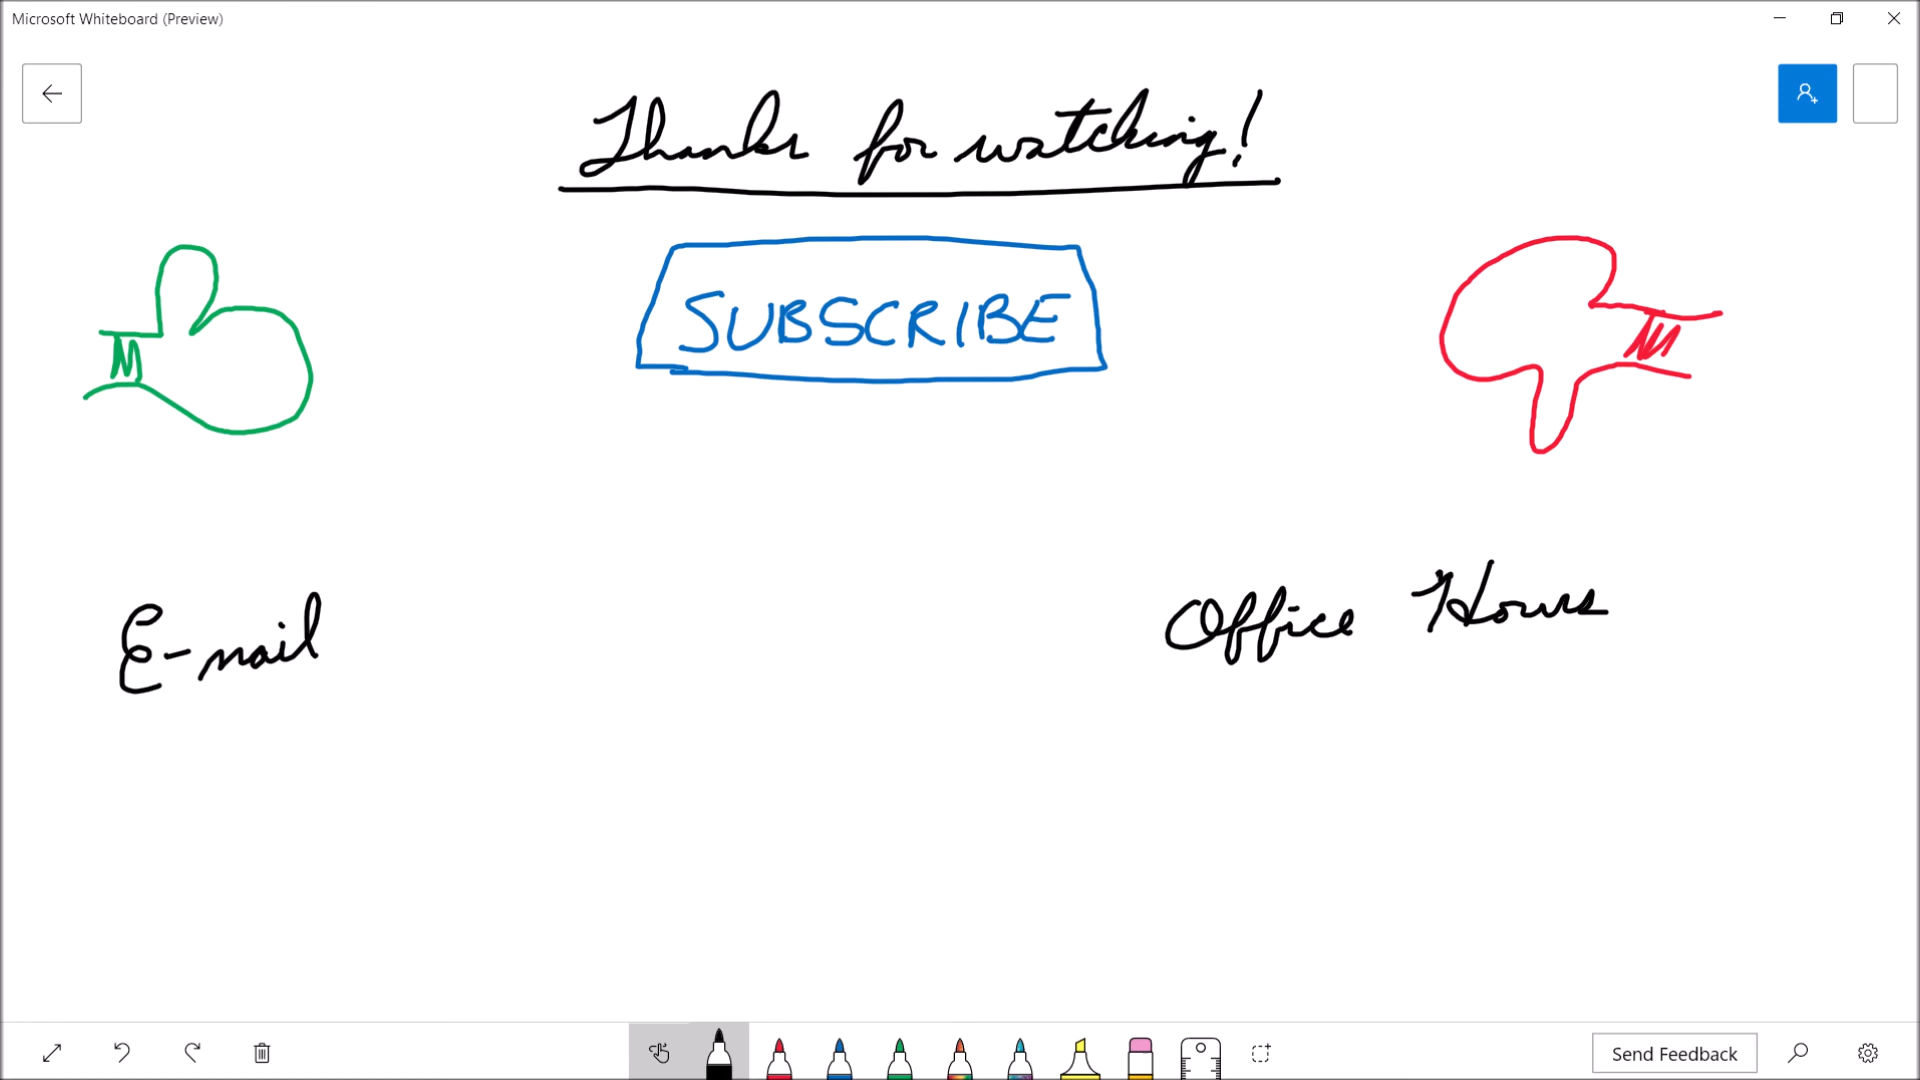 Microsoft Whiteboard (Preview)
Thanks for watching!
SUBSCRIBE
E-mail
Office Hours
Send Feedback